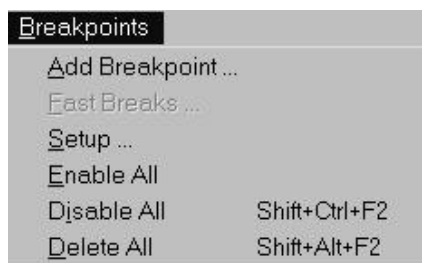 Breakpoints
Add Breakpoint ...
Fast Breaks ...
Setup ...
Enable All
Disable All Shift+Ctrl+F2
Delete All Shift+Alt+F2